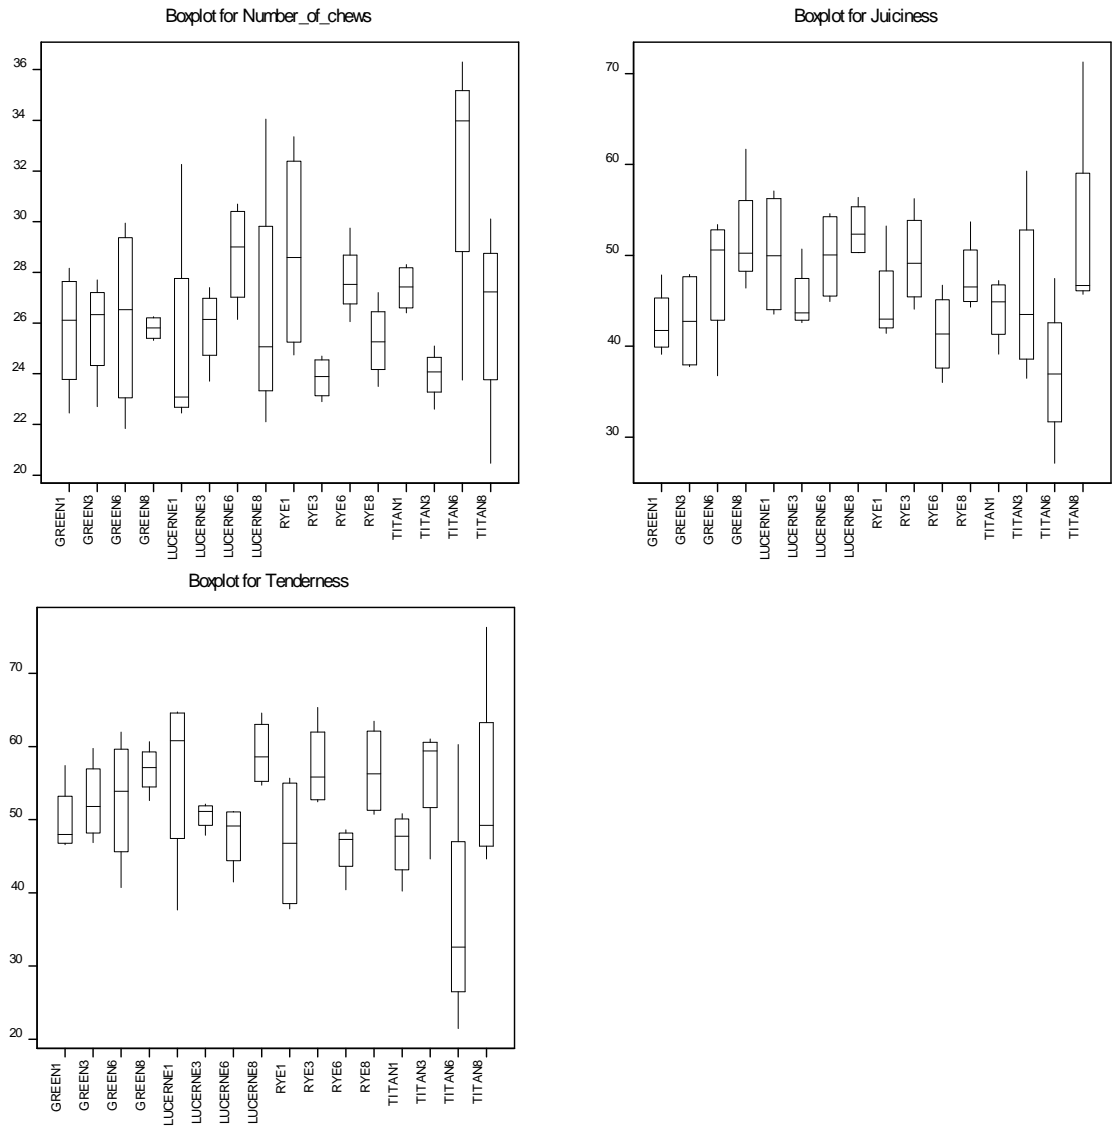 Boxplot for Number_of_chews
36
34
32
30
28
26
24
22
20
GREEN1
GREEN3
GREEN6
GREEN8
LUCERNE1
LUCERNE3
LUCERNE6
LUCERNE8
RYE1
RYE3
RYE6
RYE8
TITAN1
TITAN3
TITAN6
TITAN8
Boxplot for Juiciness
70
60
50
40
30
GREEN1
GREEN3
GREEN6
GREEN8
LUCERNE1
LUCERNE3
LUCERNE6
LUCERNE8
RYE1
RYE3
RYE6
RYE8
TITAN1
TITAN3
TITAN6
TITAN8
Boxplot for Tenderness
70
60
50
40
30
20
GREEN1
GREEN3
GREEN6
GREEN8
LUCERNE1
LUCERNE3
LUCERNE6
LUCERNE8
RYE1
RYE3
RYE6
RYE8
TITAN1
TITAN3
TITAN6
TITAN8